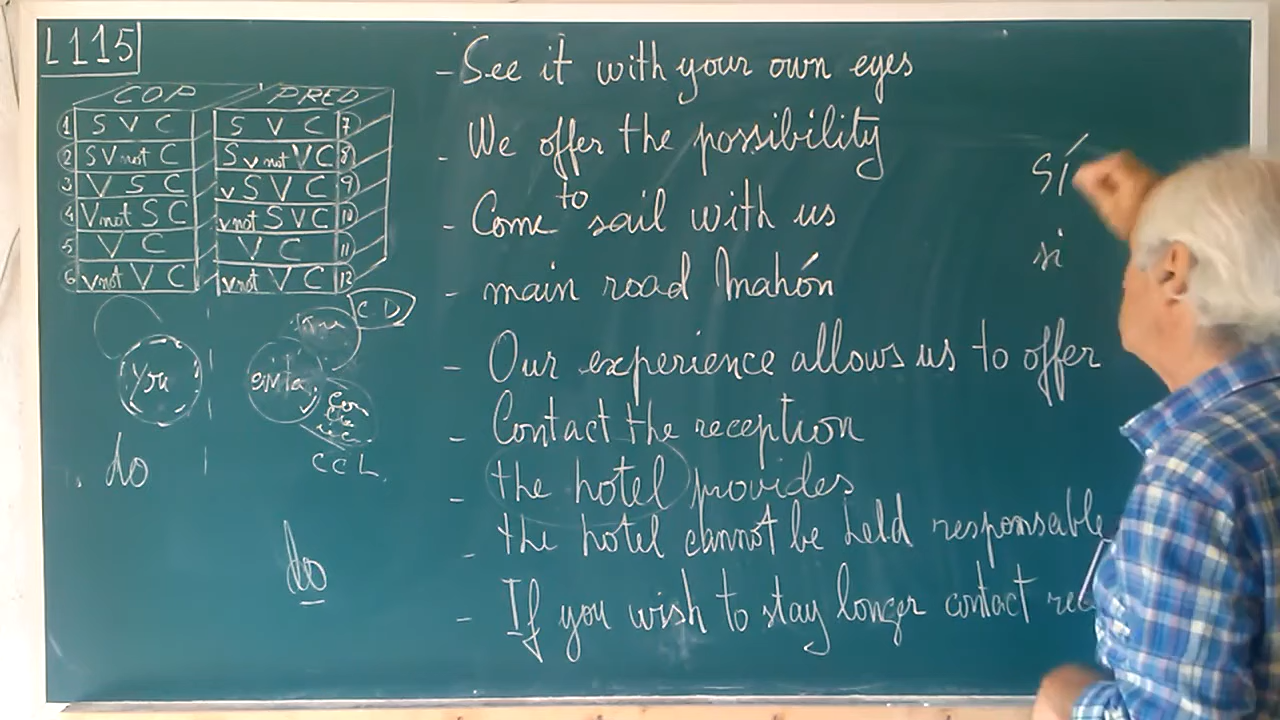 L115
COP PRED
1 S V C S V C 7
2 S V not C S v not V C 8
3 V S C v S V C 9
4 V not S C v not S V C 10
5 V C V C 11
6 v not V C v not V C 12
C.D
you
C C L.
do
do
- See it with your own eyes
- We offer the possibility
- Come to sail with us
- main road Mahón
- Our experience allows us to offer
- Contact the reception
- the hotel provides
- the hotel cannot be held responsable
- If you wish to stay longer contact
SÍ
si